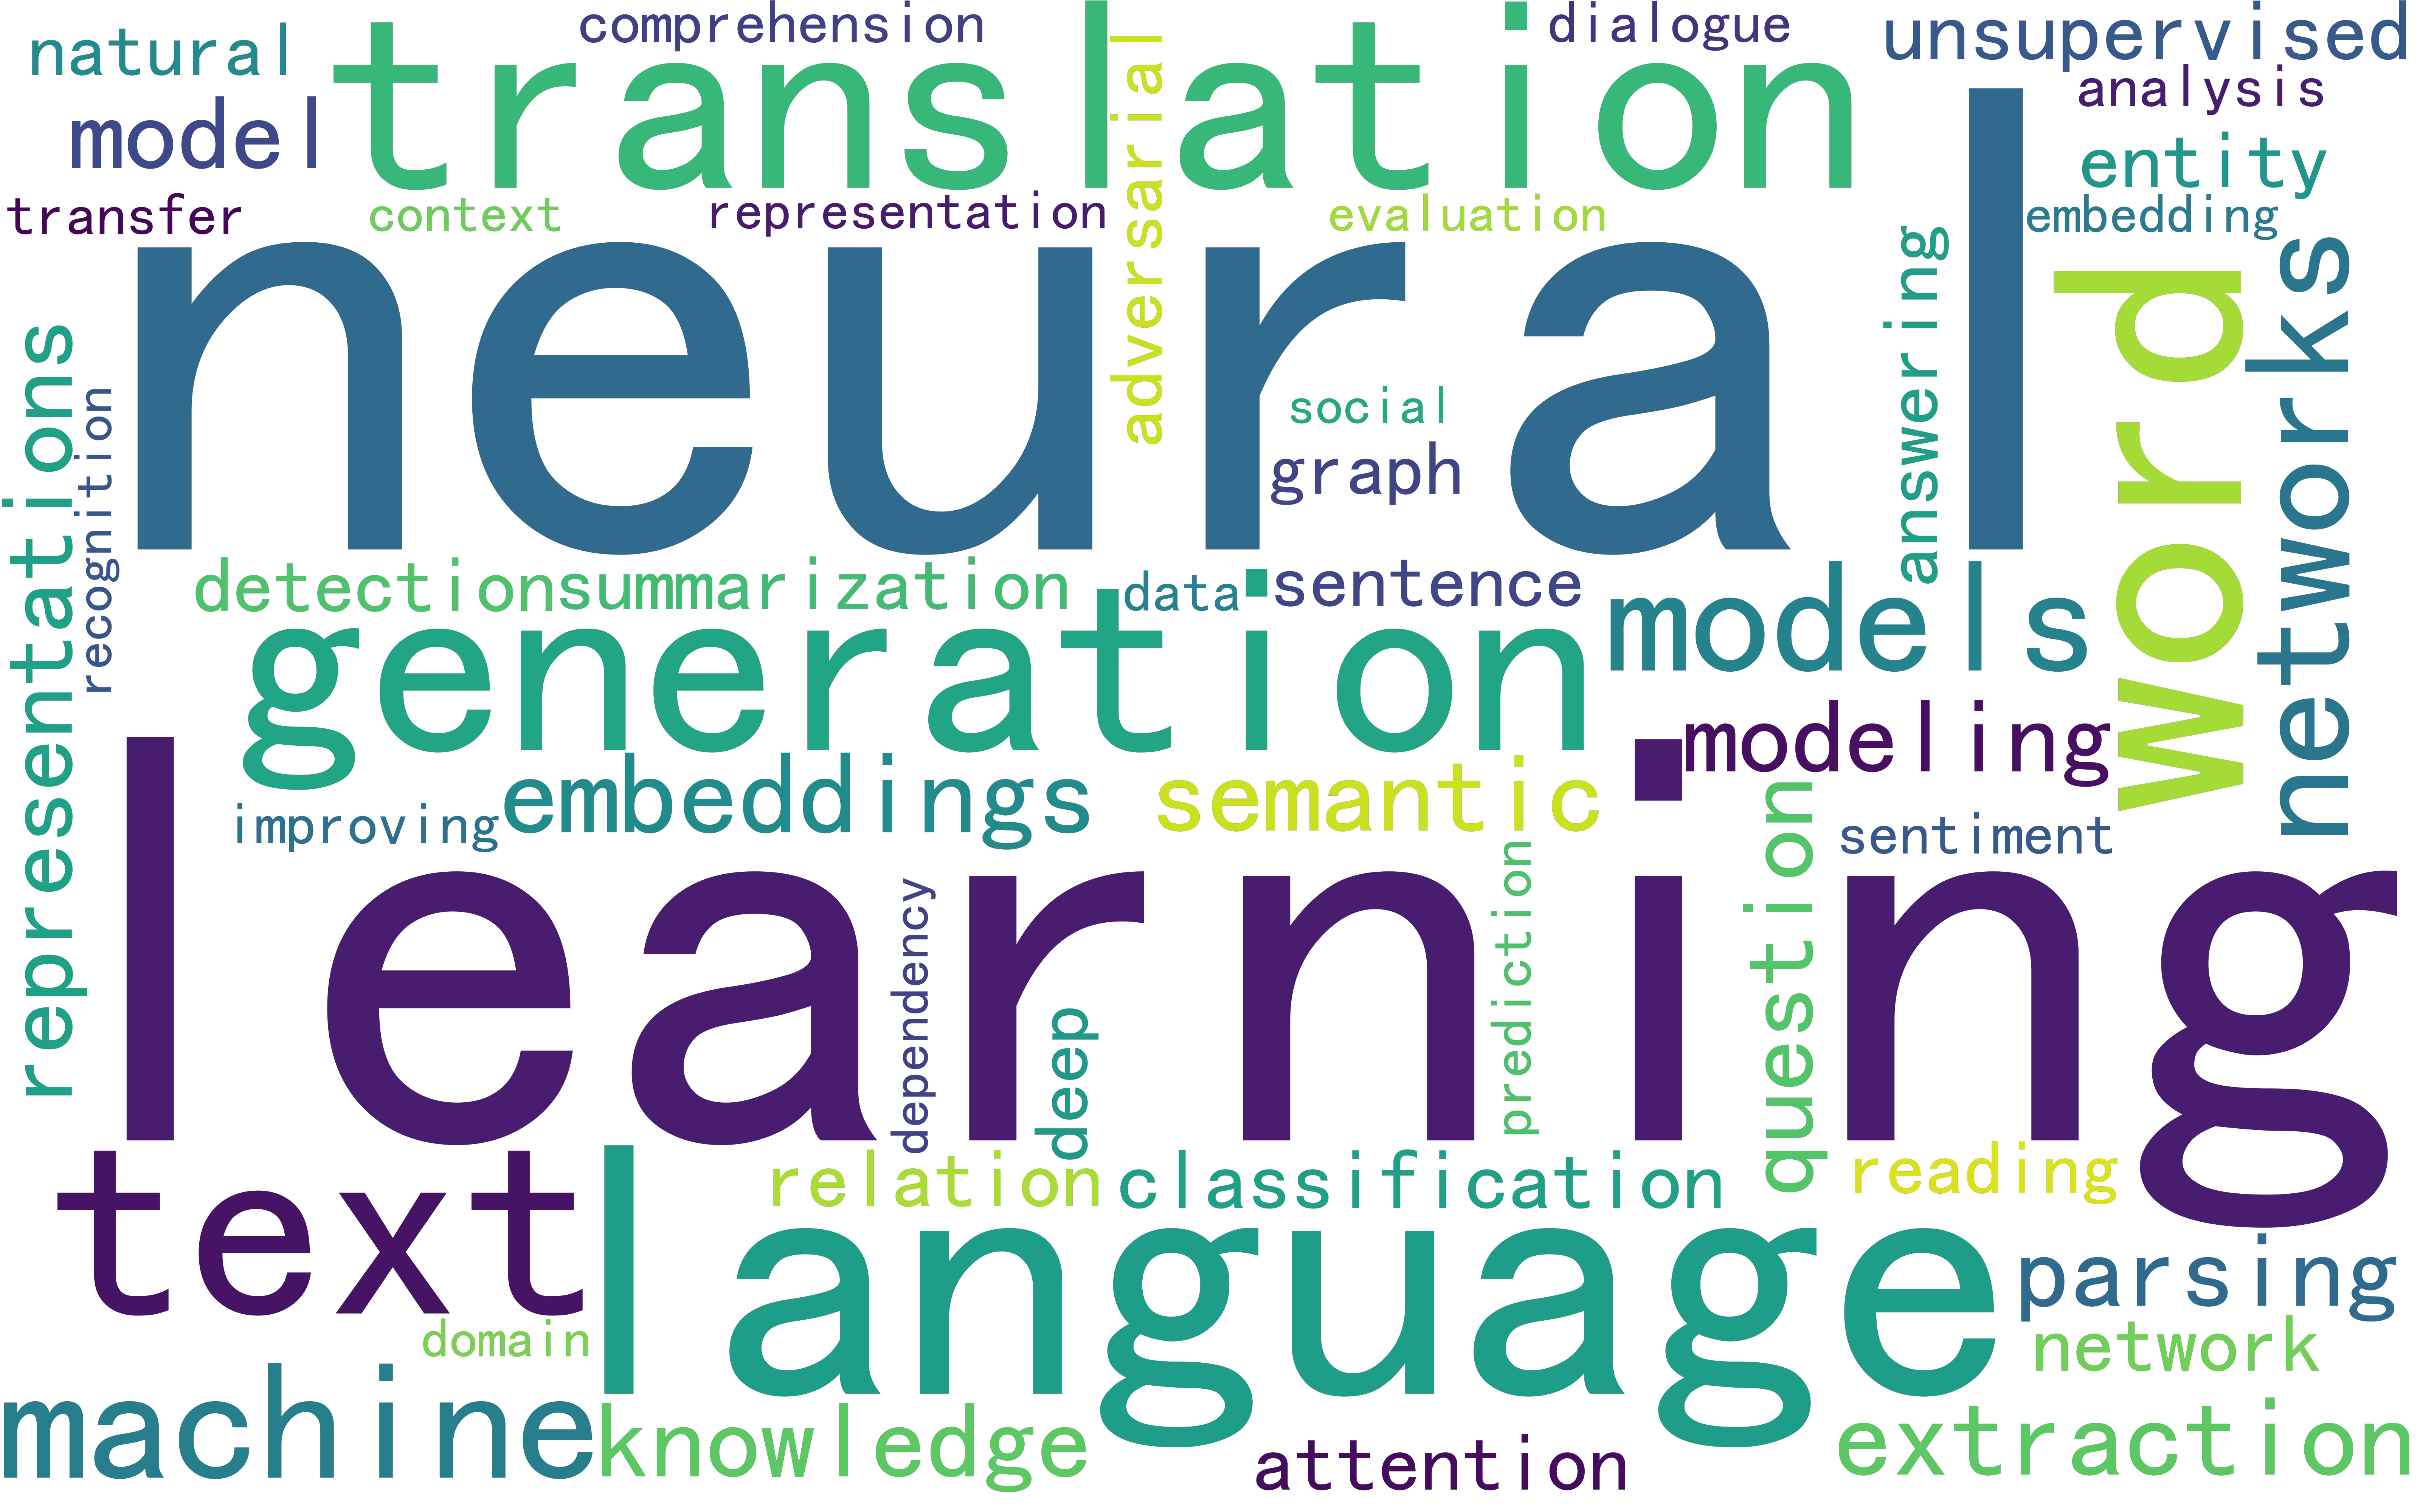 natural
comprehension
dialogue
unsupervised
translation
analysis
model
entity
transfer
context
representation
adversarial
evaluation
embedding
neural
answering
word
networks
representations
recognition
social
graph
detection
summarization
data
sentence
models
generation
modeling
improving
embeddings
semantic
sentiment
learning
dependency
deep
prediction
question
text
relation
classification
reading
language
parsing
domain
network
machine
knowledge
attention
extraction